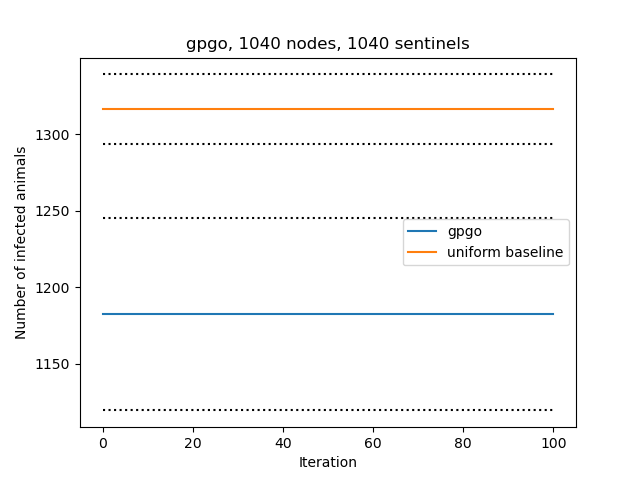 gpgo, 1040 nodes, 1040 sentinels
Number of infected animals
1300
1250
1200
1150
gpgo
uniform baseline
0
20
40
60
80
100
Iteration